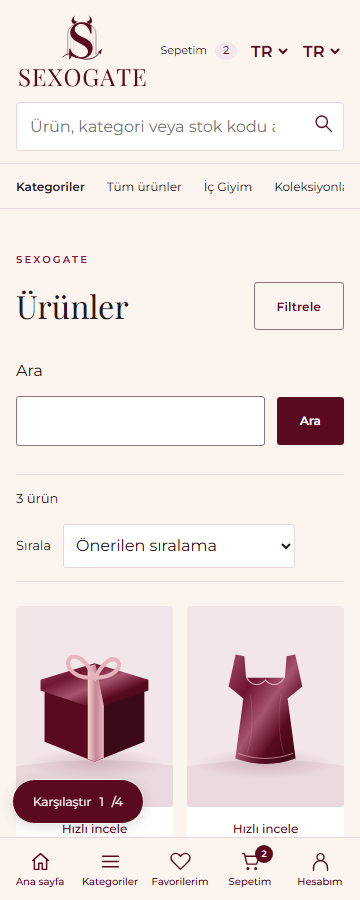 S
SEXOGATE
Sepetim 2 TR TR
Ürün, kategori veya stok kodu a
Kategoriler Tüm ürünler İç Giyim Koleksiyonla
SEXOGATE
Ürünler
Filtrele
Ara
Ara
3 ürün
Sırala Önerilen sıralama
Karşılaştır 1 /4
Hızlı incele Hızlı incele
2
Ana sayfa Kategoriler Favorilerim Sepetim Hesabım